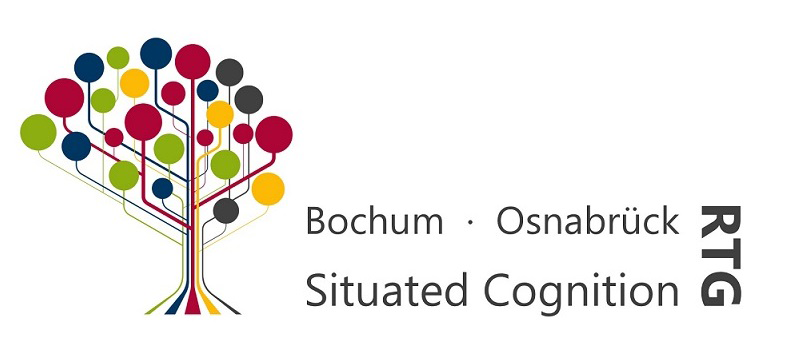 Bochum · Osnabrück
Situated Cognition
RTG